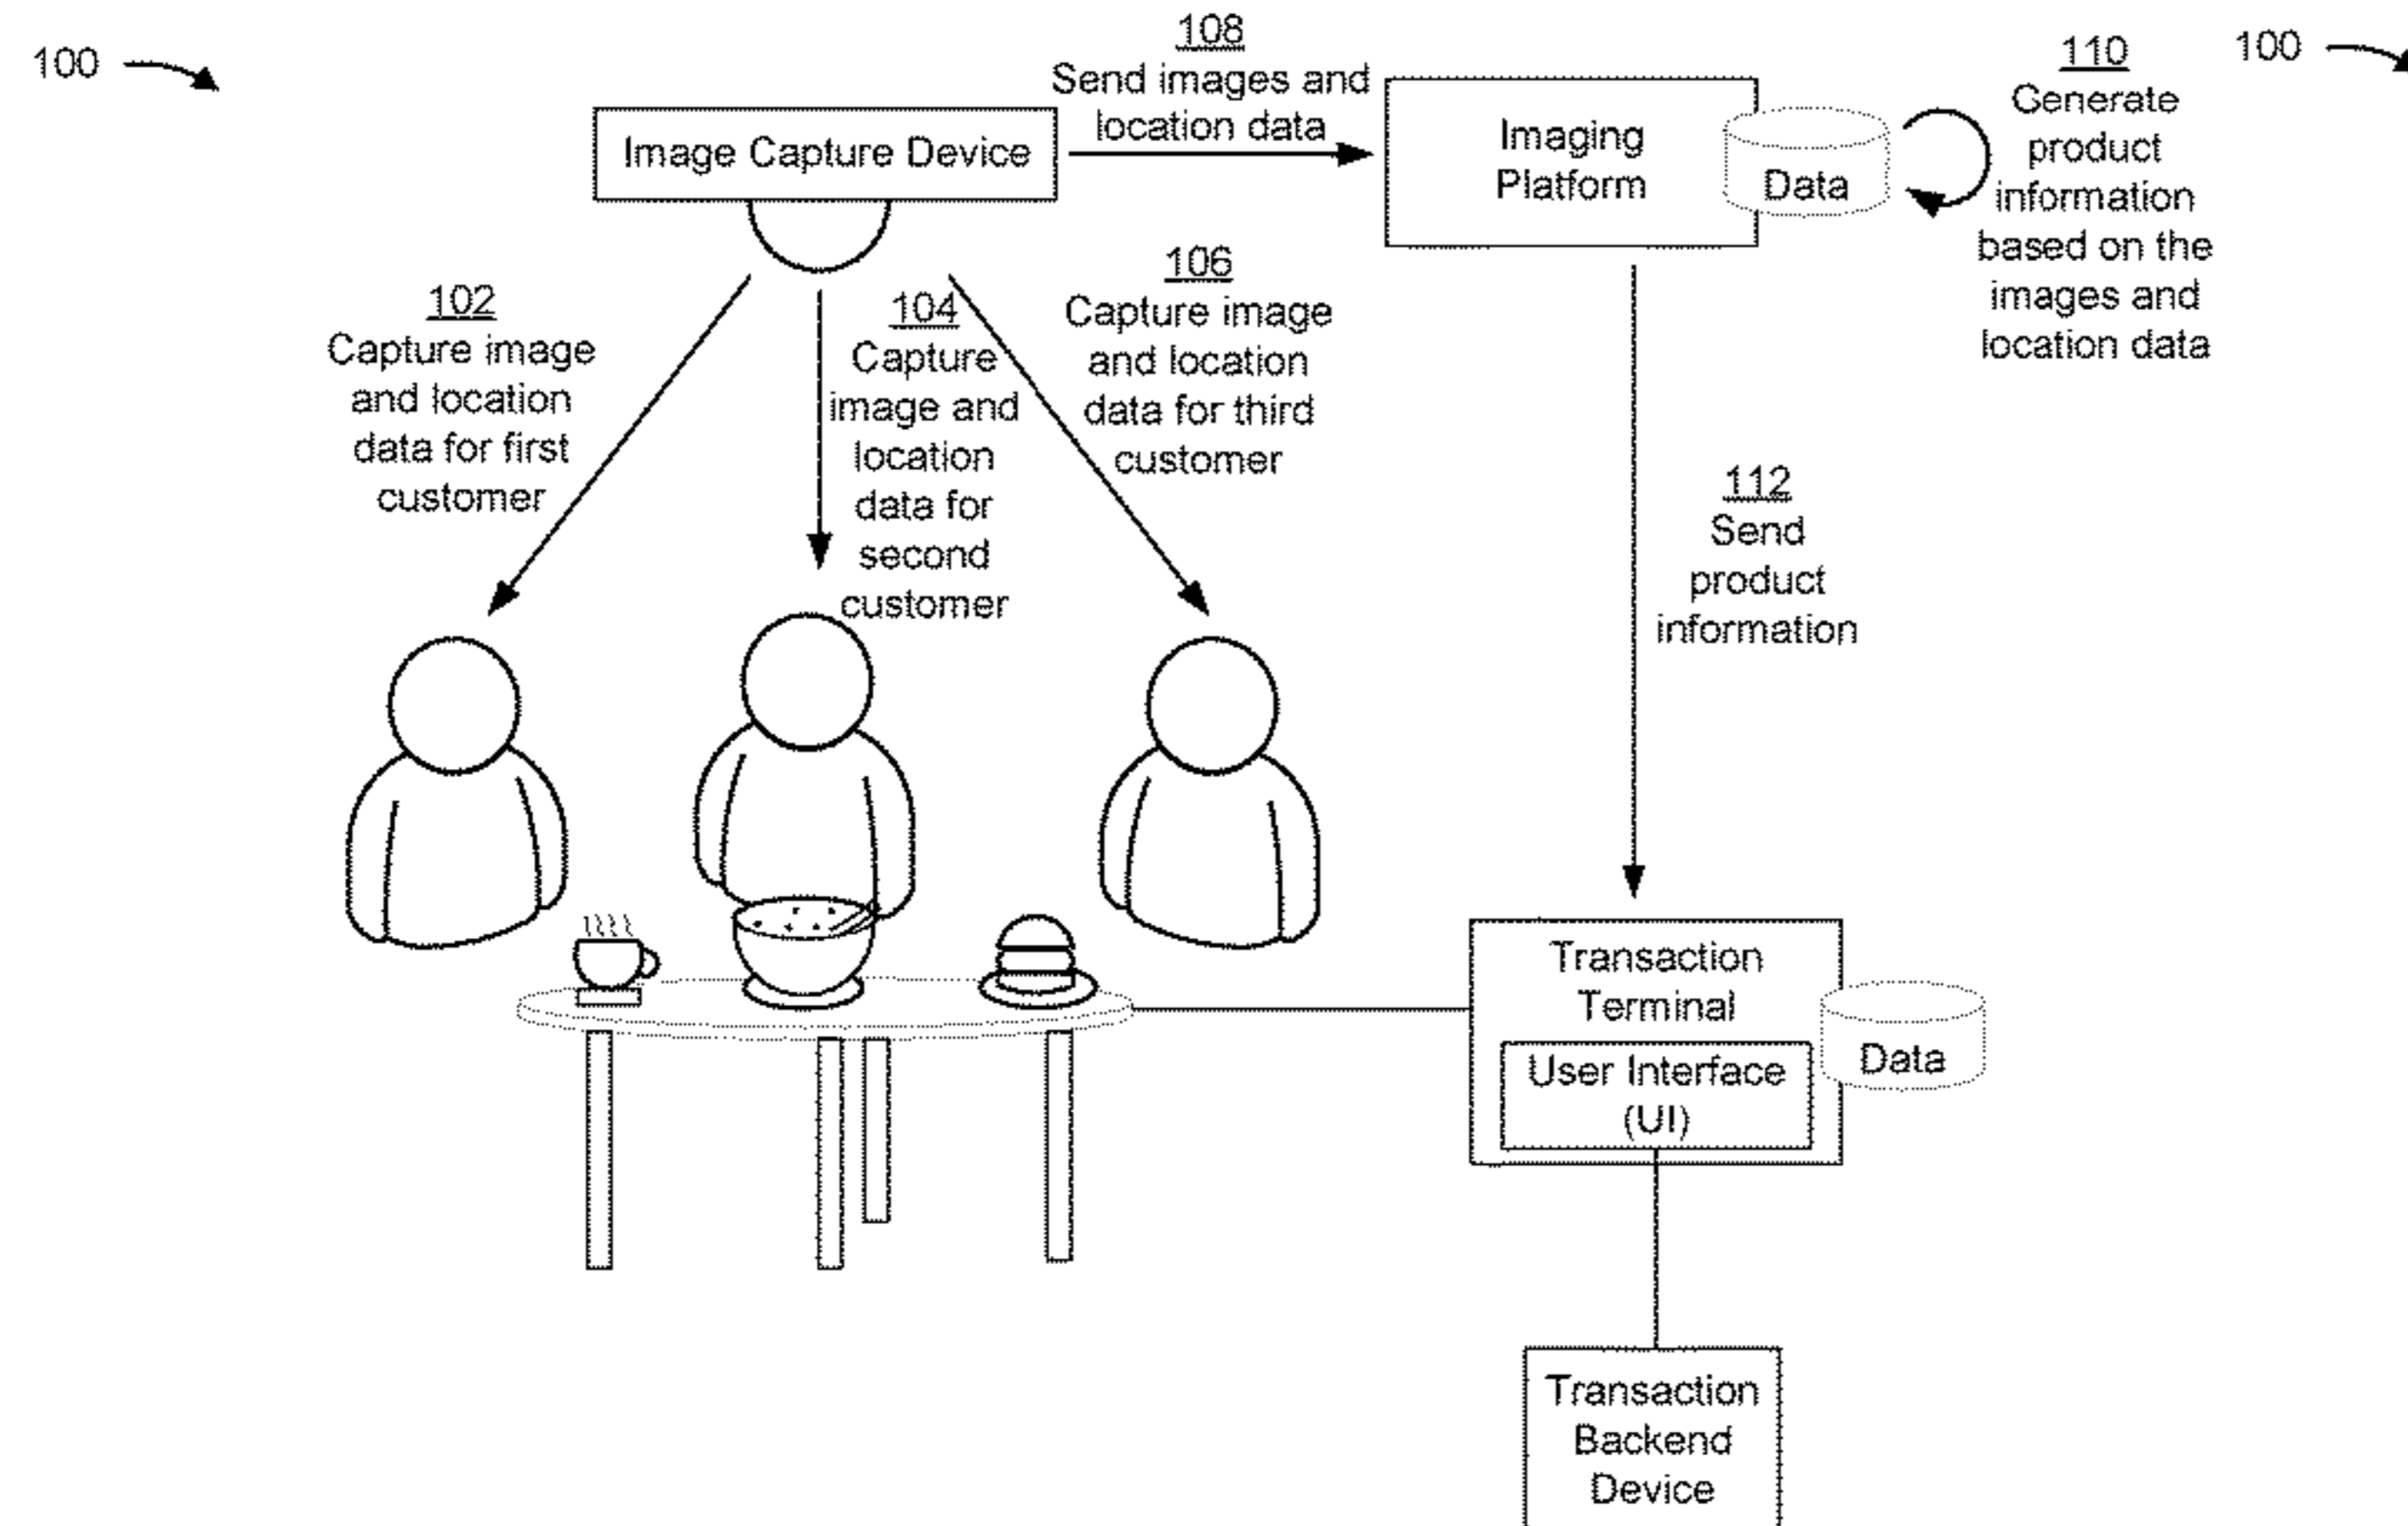 100
108
Send images and
location data
110
Generate
product
information
based on the
images and
location data
100
Image Capture Device
Imaging
Platform
Data
102
Capture image
and location
data for first
customer
104
Capture
image and
location
data for
second
customer
106
Capture image
and location
data for third
customer
112
Send
product
information
Transaction
Terminal
User Interface
(UI)
Data
Transaction
Backend
Device